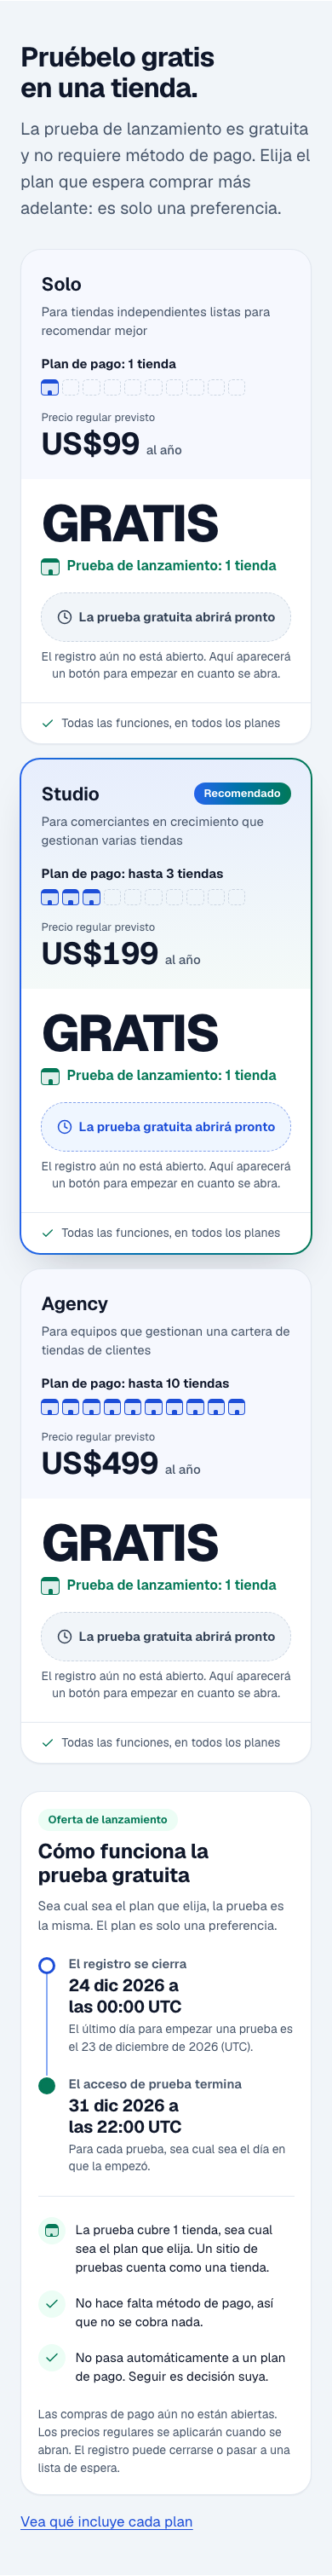 Pruébelo gratis
en una tienda.
La prueba de lanzamiento es gratuita
y no requiere método de pago. Elija el
plan que espera comprar más
adelante: es solo una preferencia.
Solo
Para tiendas independientes listas para
recomendar mejor
Plan de pago: 1 tienda
Precio regular previsto
US$99 al año
GRATIS
Prueba de lanzamiento: 1 tienda
La prueba gratuita abrirá pronto
El registro aún no está abierto. Aquí aparecerá
un botón para empezar en cuanto se abra.
Todas las funciones, en todos los planes
Studio
Recomendado
Para comerciantes en crecimiento que
gestionan varias tiendas
Plan de pago: hasta 3 tiendas
Precio regular previsto
US$199 al año
GRATIS
Prueba de lanzamiento: 1 tienda
La prueba gratuita abrirá pronto
El registro aún no está abierto. Aquí aparecerá
un botón para empezar en cuanto se abra.
Todas las funciones, en todos los planes
Agency
Para equipos que gestionan una cartera de
tiendas de clientes
Plan de pago: hasta 10 tiendas
Precio regular previsto
US$499 al año
GRATIS
Prueba de lanzamiento: 1 tienda
La prueba gratuita abrirá pronto
El registro aún no está abierto. Aquí aparecerá
un botón para empezar en cuanto se abra.
Todas las funciones, en todos los planes
Oferta de lanzamiento
Cómo funciona la
prueba gratuita
Sea cual sea el plan que elija, la prueba es
la misma. El plan es solo una preferencia.
El registro se cierra
24 dic 2026 a
las 00:00 UTC
El último día para empezar una prueba es
el 23 de diciembre de 2026 (UTC).
El acceso de prueba termina
31 dic 2026 a
las 22:00 UTC
Para cada prueba, sea cual sea el día en
que la empezó.
La prueba cubre 1 tienda, sea cual
sea el plan que elija. Un sitio de
pruebas cuenta como una tienda.
No hace falta método de pago, así
que no se cobra nada.
No pasa automáticamente a un plan
de pago. Seguir es decisión suya.
Las compras de pago aún no están abiertas.
Los precios regulares se aplicarán cuando se
abran. El registro puede cerrarse o pasar a una
lista de espera.
Vea qué incluye cada plan